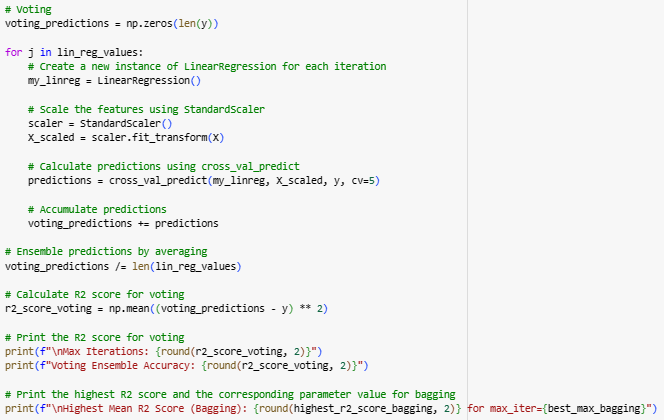 # Voting
voting_predictions = np.zeros(len(y))
for j in lin_reg_values:
# Create a new instance of LinearRegression for each iteration
my_linreg = LinearRegression()
# Scale the features using StandardScaler
scaler = StandardScaler()
X_scaled = scaler.fit_transform(X)
# Calculate predictions using cross_val_predict
predictions = cross_val_predict(my_linreg, X_scaled, y, cv=5)
# Accumulate predictions
voting_predictions += predictions
# Ensemble predictions by averaging
voting_predictions /= len(lin_reg_values)
# Calculate R2 score for voting
r2_score_voting = np.mean((voting_predictions - y) ** 2)
# Print the R2 score for voting
print(f"\nMax Iterations: {round(r2_score_voting, 2)}")
print(f"Voting Ensemble Accuracy: {round(r2_score_voting, 2)}")
# Print the highest R2 score and the corresponding parameter value for bagging
print(f"\nHighest Mean R2 Score (Bagging): {round(highest_r2_score_bagging, 2)} for max_iter={best_max_bagging}")